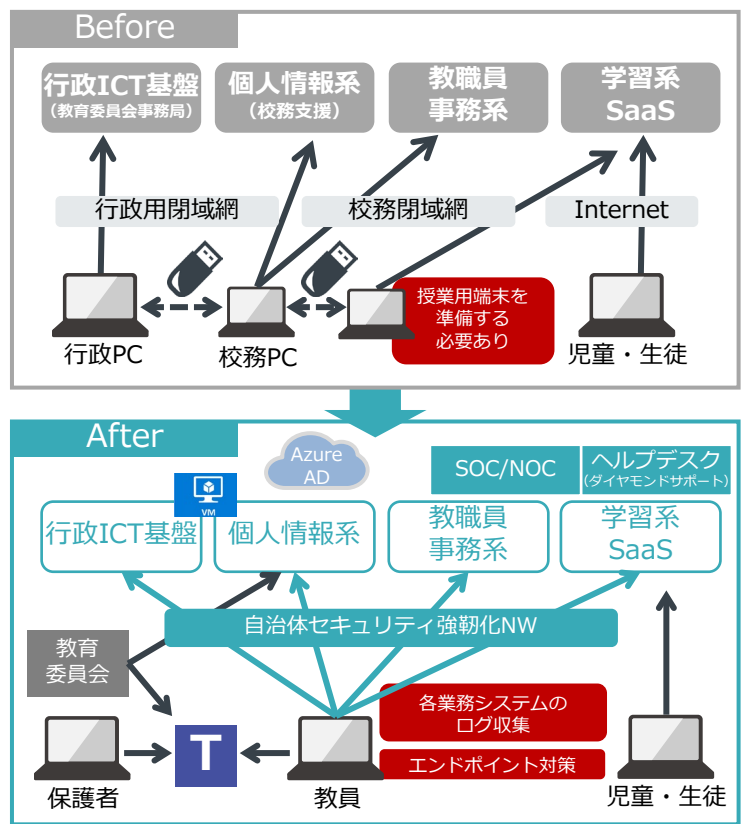 Before
行政ICT基盤
（教育委員会事務局）
個人情報系
（校務支援）
教職員
事務系
学習系
SaaS
行政用閉域網
校務閉域網
Internet
授業用端末を
準備する
必要あり
行政PC
校務PC
児童・生徒
After
Azure
AD
SOC/NOC
ヘルプデスク
（ダイヤモンドサポート）
VM
行政ICT基盤
個人情報系
教職員
事務系
学習系
SaaS
自治体セキュリティ強靭化NW
教育
委員会
各業務システムの
ログ収集
エンドポイント対策
T
保護者
教員
児童・生徒